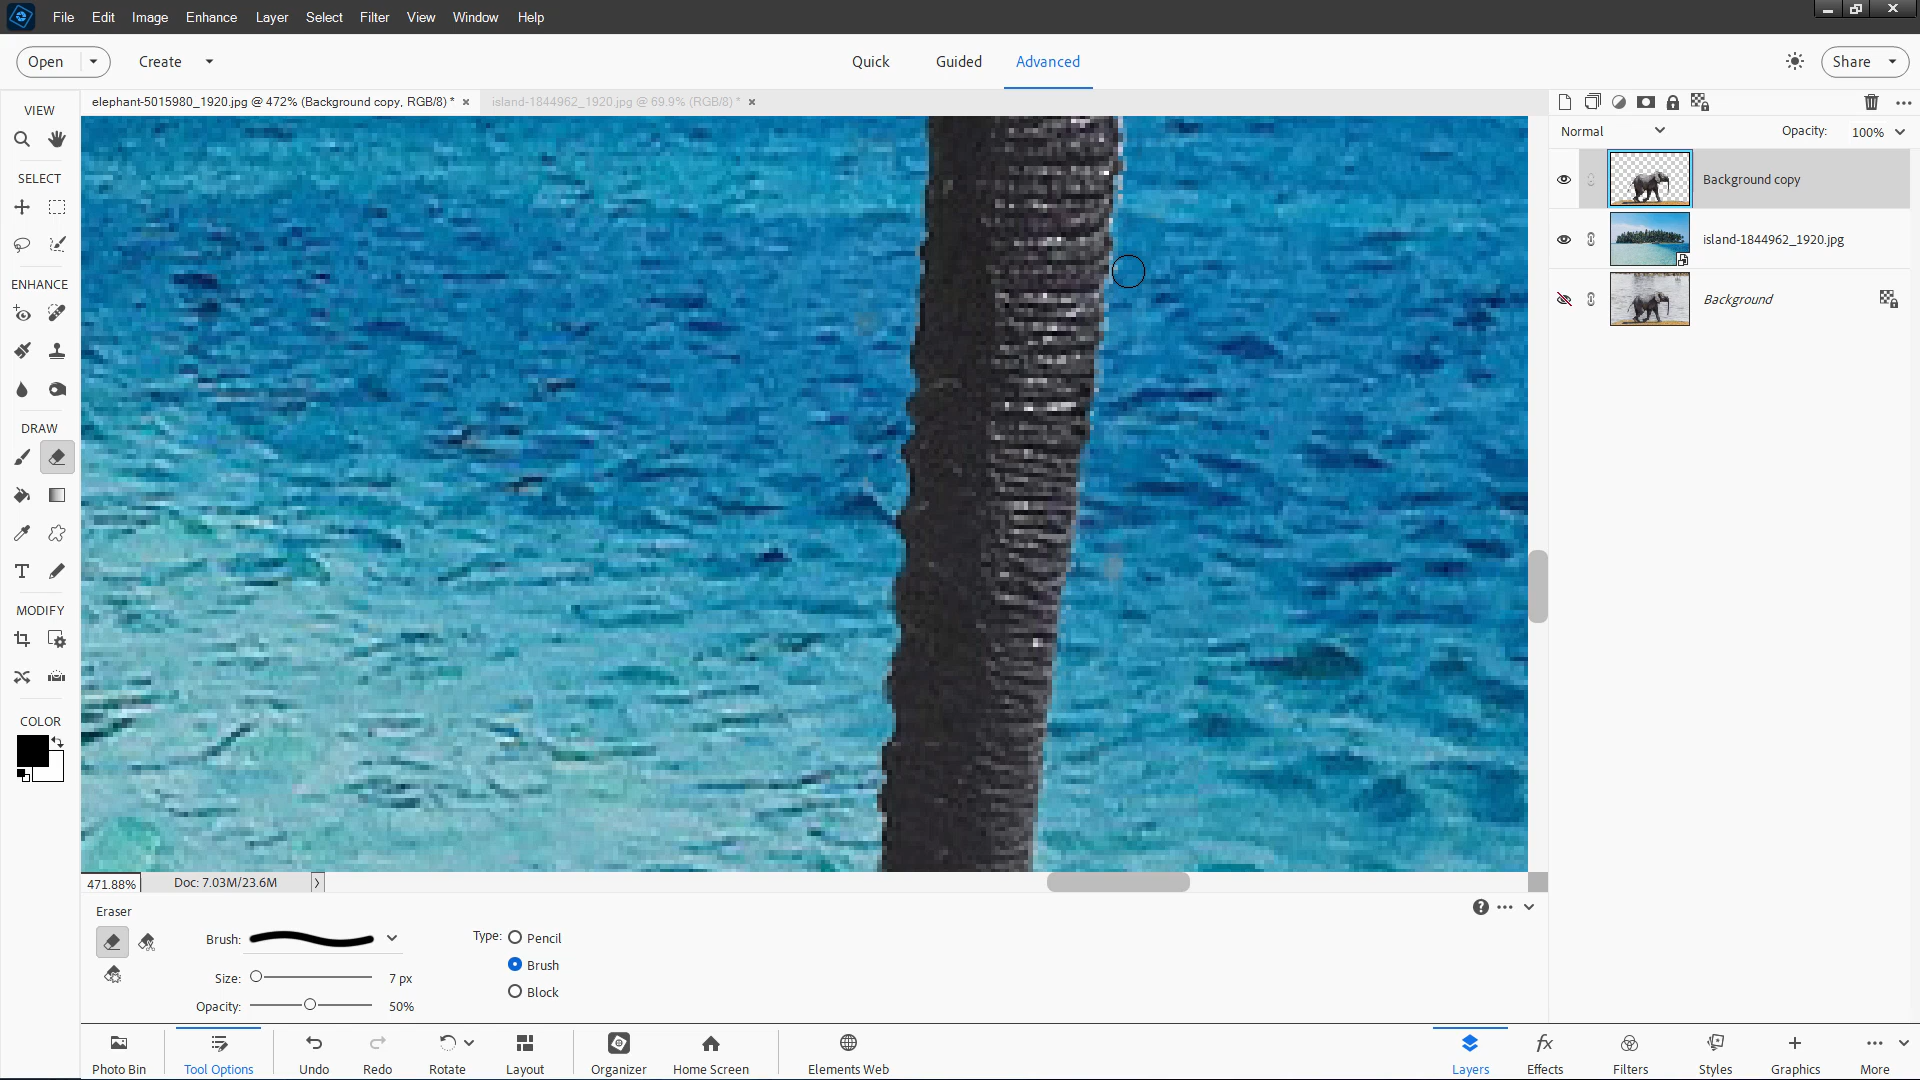 File Edit Image Enhance Layer Select Filter View Window Help
Open Create Quick Guided Advanced Share
VIEW
SELECT
ENHANCE
DRAW
MODIFY
COLOR
elephant-5015980_1920.jpg @ 472% (Background copy, RGB/8) * island-1844962_1920.jpg @ 69.9% (RGB/8) *
Normal Opacity: 100%
Background copy
island-1844962_1920.jpg
Background
471.88% Doc: 7.03M/23.6M
Eraser
Brush:
Size: 7 px
Opacity: 50%
Type: Pencil
Brush
Block
Photo Bin Tool Options Undo Redo Rotate Layout Organizer Home Screen Elements Web Layers Effects Filters Styles Graphics More